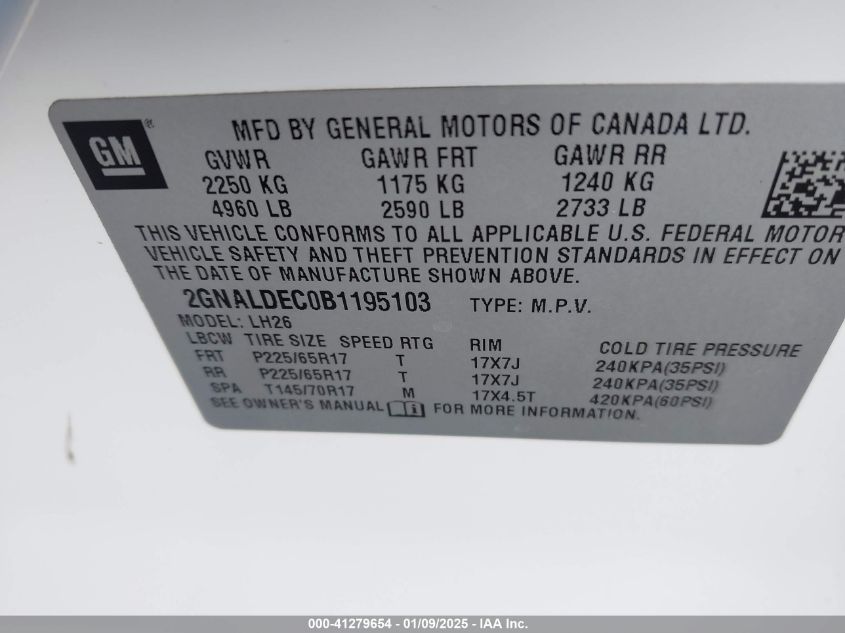 GM®
MFD BY GENERAL MOTORS OF CANADA LTD.
GVWR GAWR FRT GAWR RR
2250 KG 1175 KG 1240 KG
4960 LB 2590 LB 2733 LB
THIS VEHICLE CONFORMS TO ALL APPLICABLE U.S. FEDERAL MOTOR
VEHICLE SAFETY AND THEFT PREVENTION STANDARDS IN EFFECT ON
THE DATE OF MANUFACTURE SHOWN ABOVE.
2GNALDEC0B1195103 TYPE: M.P.V.
MODEL: LH26
LBCW TIRE SIZE SPEED RTG RIM COLD TIRE PRESSURE
FRT P225/65R17 T 17X7J 240KPA(35PSI)
RR P225/65R17 T 17X7J 240KPA(35PSI)
SPA T145/70R17 M 17X4.5T 420KPA(60PSI)
SEE OWNER'S MANUAL FOR MORE INFORMATION.
000-41279654 - 01/09/2025 - IAA Inc.